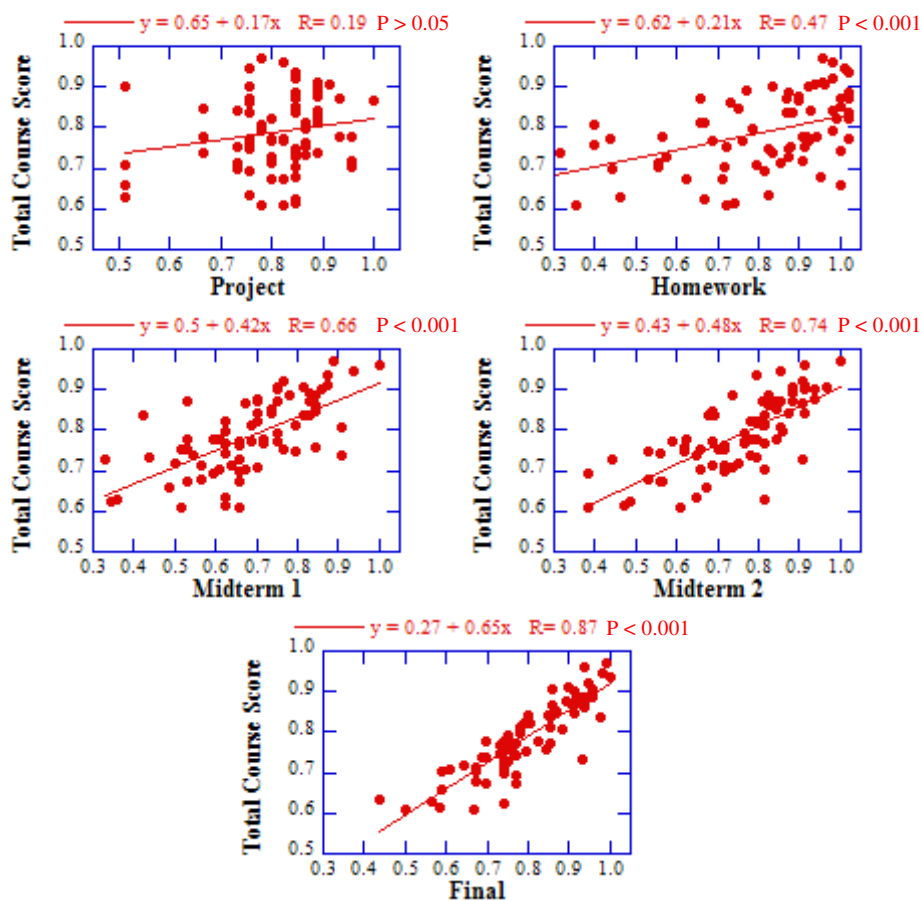 y = 0.65 + 0.17x R= 0.19 P > 0.05
Total Course Score
1.0
0.9
0.8
0.7
0.6
0.5
0.5 0.6 0.7 0.8 0.9 1.0
Project
y = 0.62 + 0.21x R= 0.47 P < 0.001
Total Course Score
1.0
0.9
0.8
0.7
0.6
0.5
0.3 0.4 0.5 0.6 0.7 0.8 0.9 1.0
Homework
y = 0.5 + 0.42x R= 0.66 P < 0.001
Total Course Score
1.0
0.9
0.8
0.7
0.6
0.5
0.3 0.4 0.5 0.6 0.7 0.8 0.9 1.0
Midterm 1
y = 0.43 + 0.48x R= 0.74 P < 0.001
Total Course Score
1.0
0.9
0.8
0.7
0.6
0.5
0.3 0.4 0.5 0.6 0.7 0.8 0.9 1.0
Midterm 2
y = 0.27 + 0.65x R= 0.87 P < 0.001
Total Course Score
1.0
0.9
0.8
0.7
0.6
0.5
0.3 0.4 0.5 0.6 0.7 0.8 0.9 1.0
Final